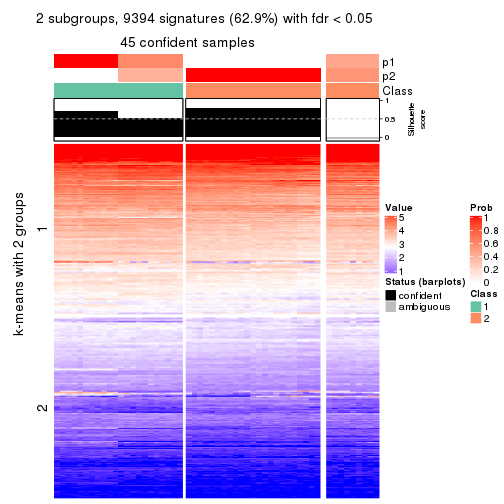 2 subgroups, 9394 signatures (62.9%) with fdr < 0.05
45 confident samples
p1
p2
Class
1
0.5
0
Silhouette
score
k-means with 2 groups
1
2
Value
5
4
3
2
1
Status (barplots)
confident
ambiguous
Prob
1
0.8
0.6
0.4
0.2
0
Class
1
2